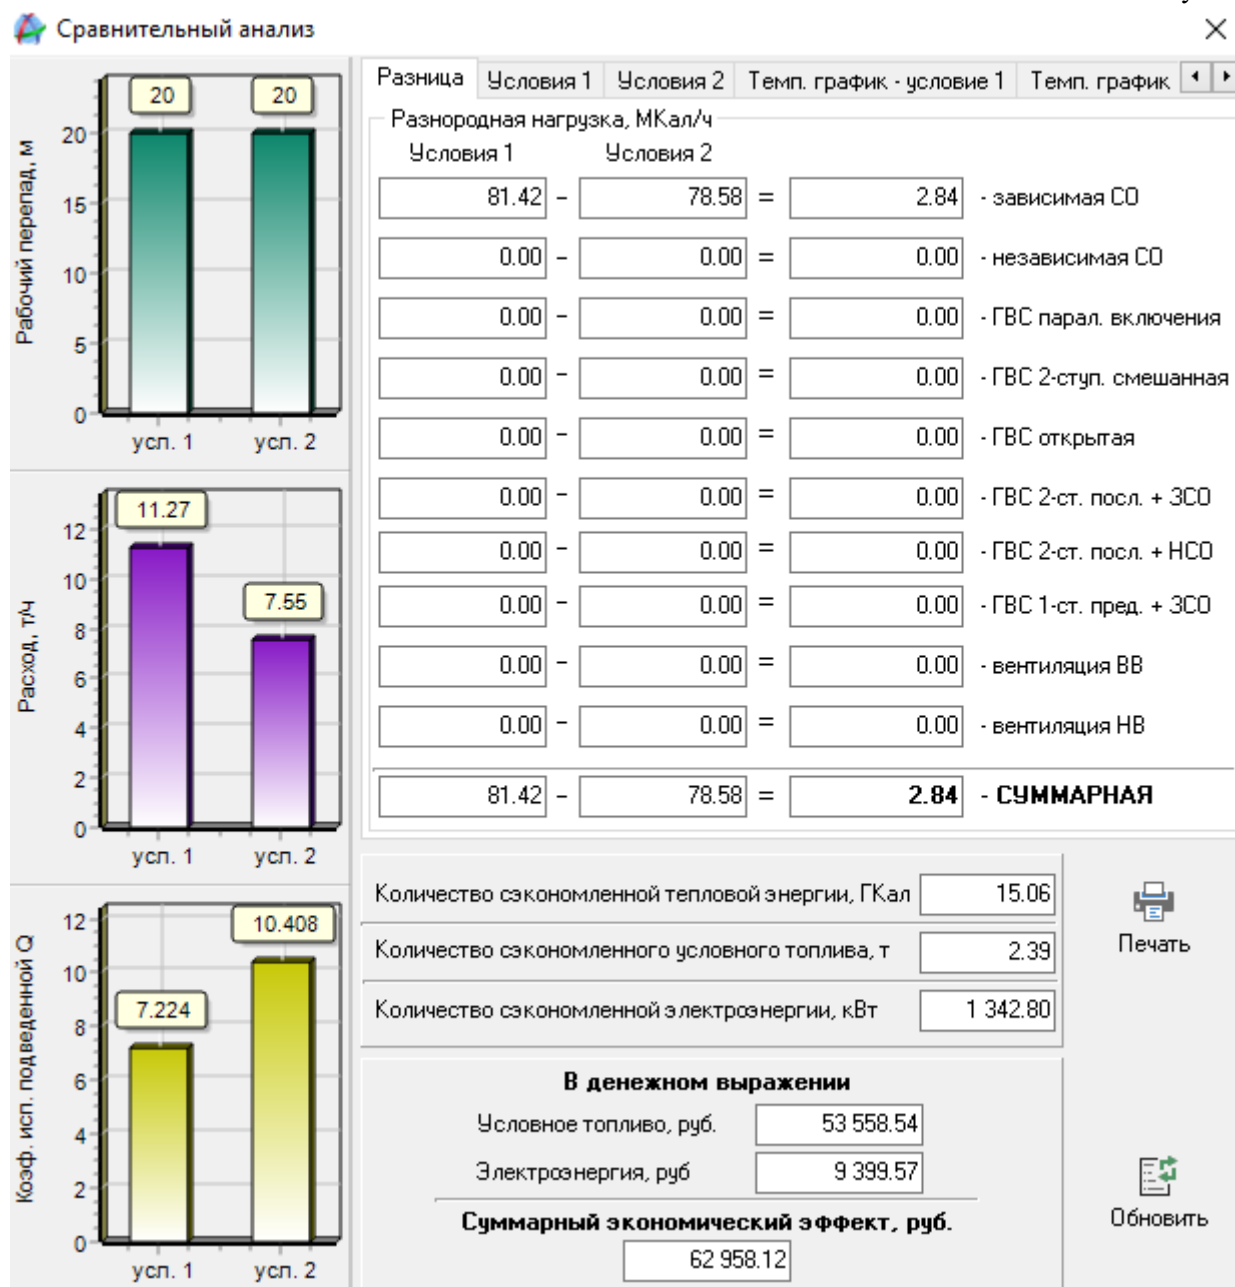 Сравнительный анализ
Рабочий перепад, м
20 20
20
15
10
5
0
усл. 1 усл. 2
Расход, т/ч
11.27
7.55
12
10
8
6
4
2
0
усл. 1 усл. 2
Коэф. исп. подведенной Q
10.408
7.224
12
10
8
6
4
2
0
усл. 1 усл. 2
Разница Условия 1 Условия 2 Темп. график - условие 1 Темп. график
Разнородная нагрузка, МКал/ч
Условия 1 Условия 2
81.42 - 78.58 = 2.84 - зависимая СО
0.00 - 0.00 = 0.00 - независимая СО
0.00 - 0.00 = 0.00 - ГВС парал. включения
0.00 - 0.00 = 0.00 - ГВС 2-ступ. смешанная
0.00 - 0.00 = 0.00 - ГВС открытая
0.00 - 0.00 = 0.00 - ГВС 2-ст. посл. + ЗСО
0.00 - 0.00 = 0.00 - ГВС 2-ст. посл. + НСО
0.00 - 0.00 = 0.00 - ГВС 1-ст. пред. + ЗСО
0.00 - 0.00 = 0.00 - вентиляция ВВ
0.00 - 0.00 = 0.00 - вентиляция НВ
81.42 - 78.58 = 2.84 - СУММАРНАЯ
Количество сэкономленной тепловой энергии, ГКал 15.06
Количество сэкономленного условного топлива, т 2.39
Количество сэкономленной электроэнергии, кВт 1 342.80
Печать
В денежном выражении
Условное топливо, руб. 53 558.54
Электроэнергия, руб 9 399.57
Суммарный экономический эффект, руб.
62 958.12
Обновить